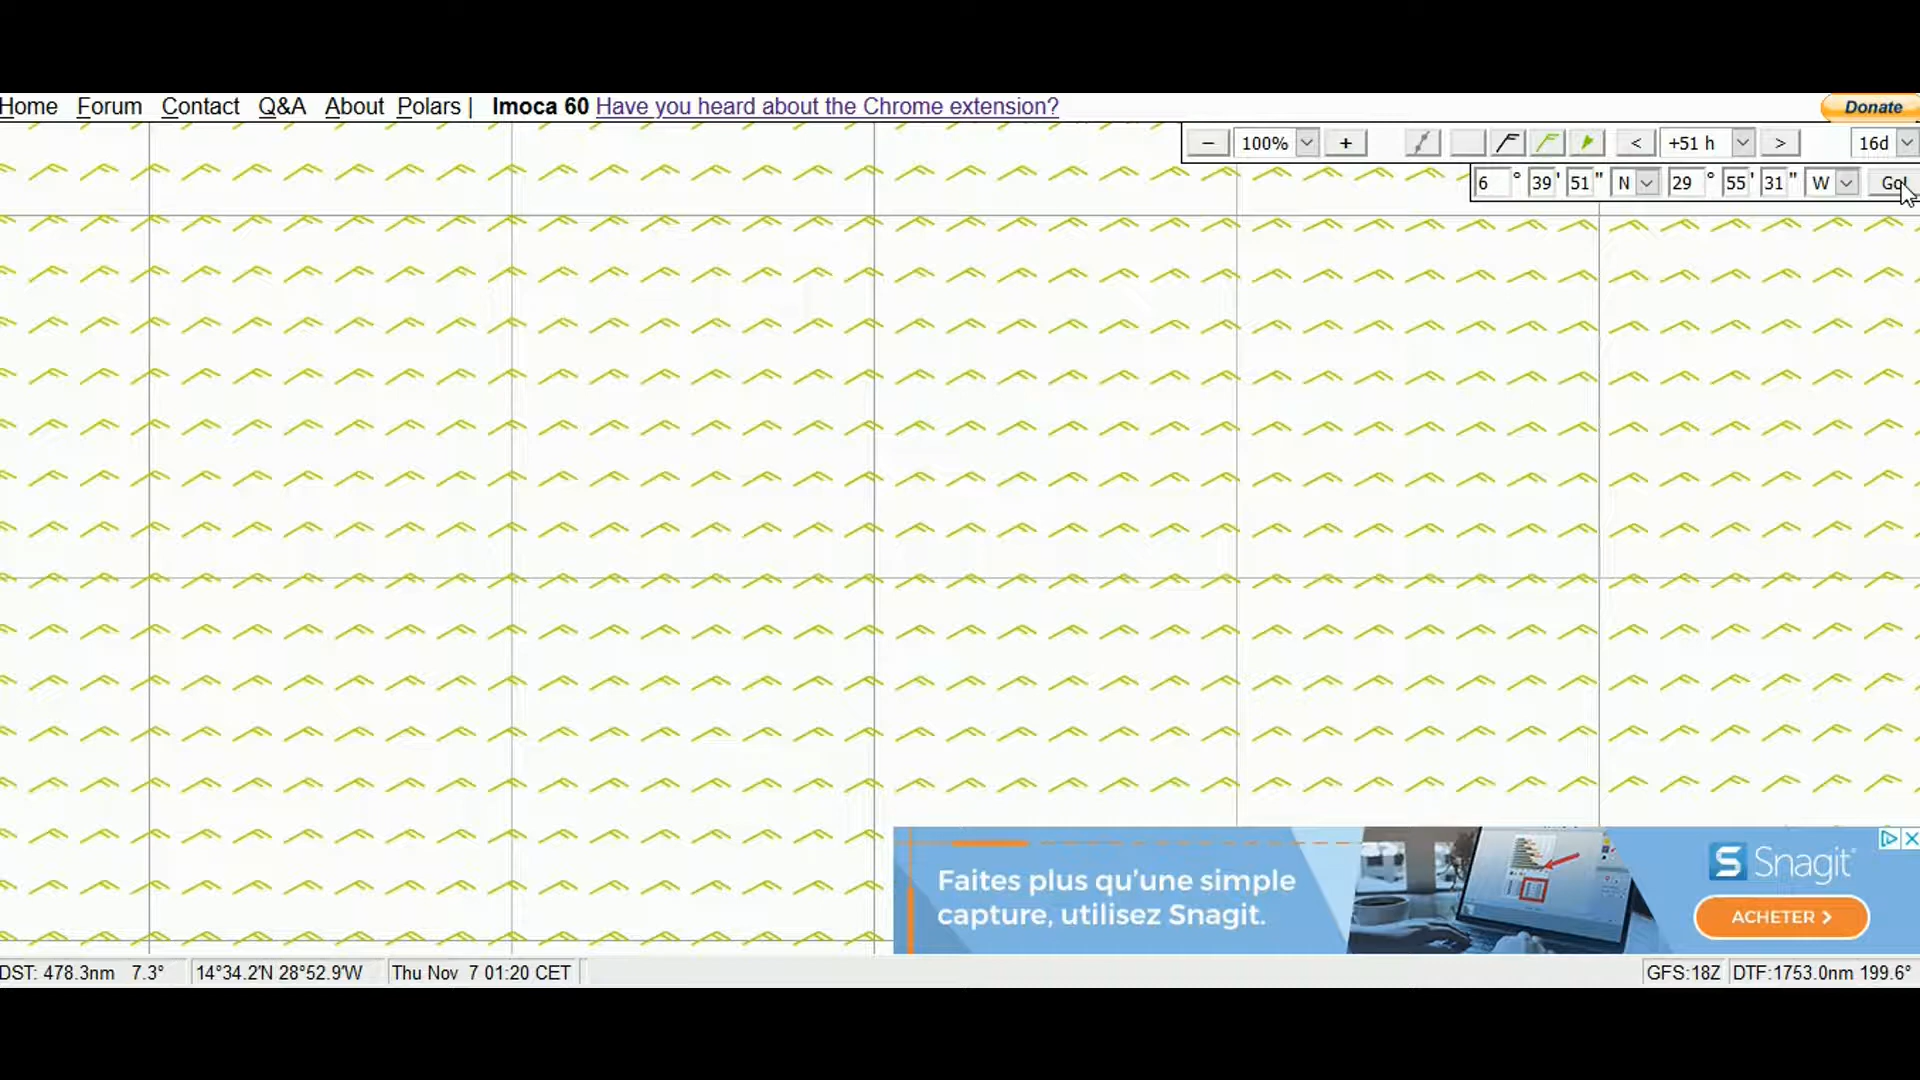 Home Forum Contact Q&A About Polars | Imoca 60 Have you heard about the Chrome extension?
Donate
− 100% + < +51 h > 16d
6 ° 39 ' 51 " N 29 ° 55 ' 31 " W Go!
Faites plus qu'une simple
capture, utilisez Snagit.
Snagit
ACHETER >
DST: 478.3nm 7.3° 14°34.2'N 28°52.9'W Thu Nov 7 01:20 CET GFS:18Z DTF:1753.0nm 199.6°